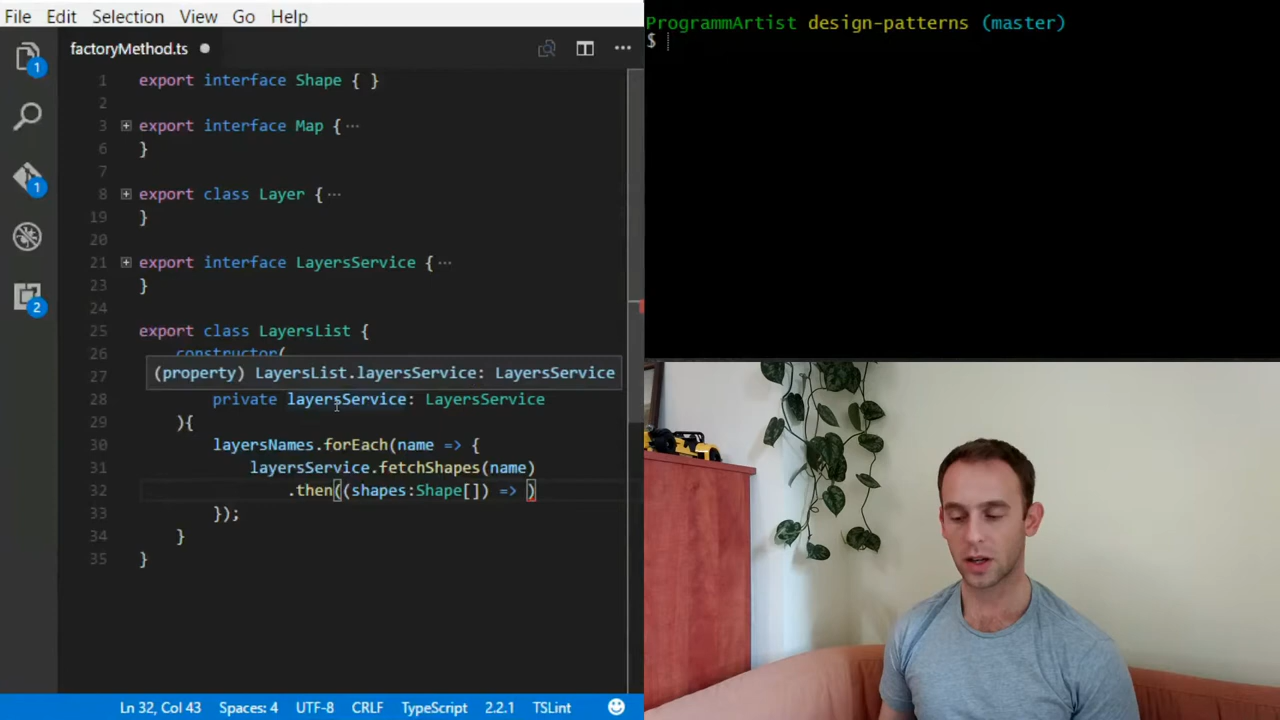 File Edit Selection View Go Help
factoryMethod.ts
1 export interface Shape { }
2
3 export interface Map { ...
6 }
7
8 export class Layer { ...
19 }
20
21 export interface LayersService { ...
23 }
24
25 export class LayersList {
26 constructor(
27 (property) LayersList.layersService: LayersService
28 private layersService: LayersService
29 ){
30 layersNames.forEach(name => {
31 layersService.fetchShapes(name)
32 .then((shapes:Shape[]) => )
33 });
34 }
35 }
1
1
2
Ln 32, Col 43 Spaces: 4 UTF-8 CRLF TypeScript 2.2.1 TSLint
ProgrammArtist design-patterns (master)
$